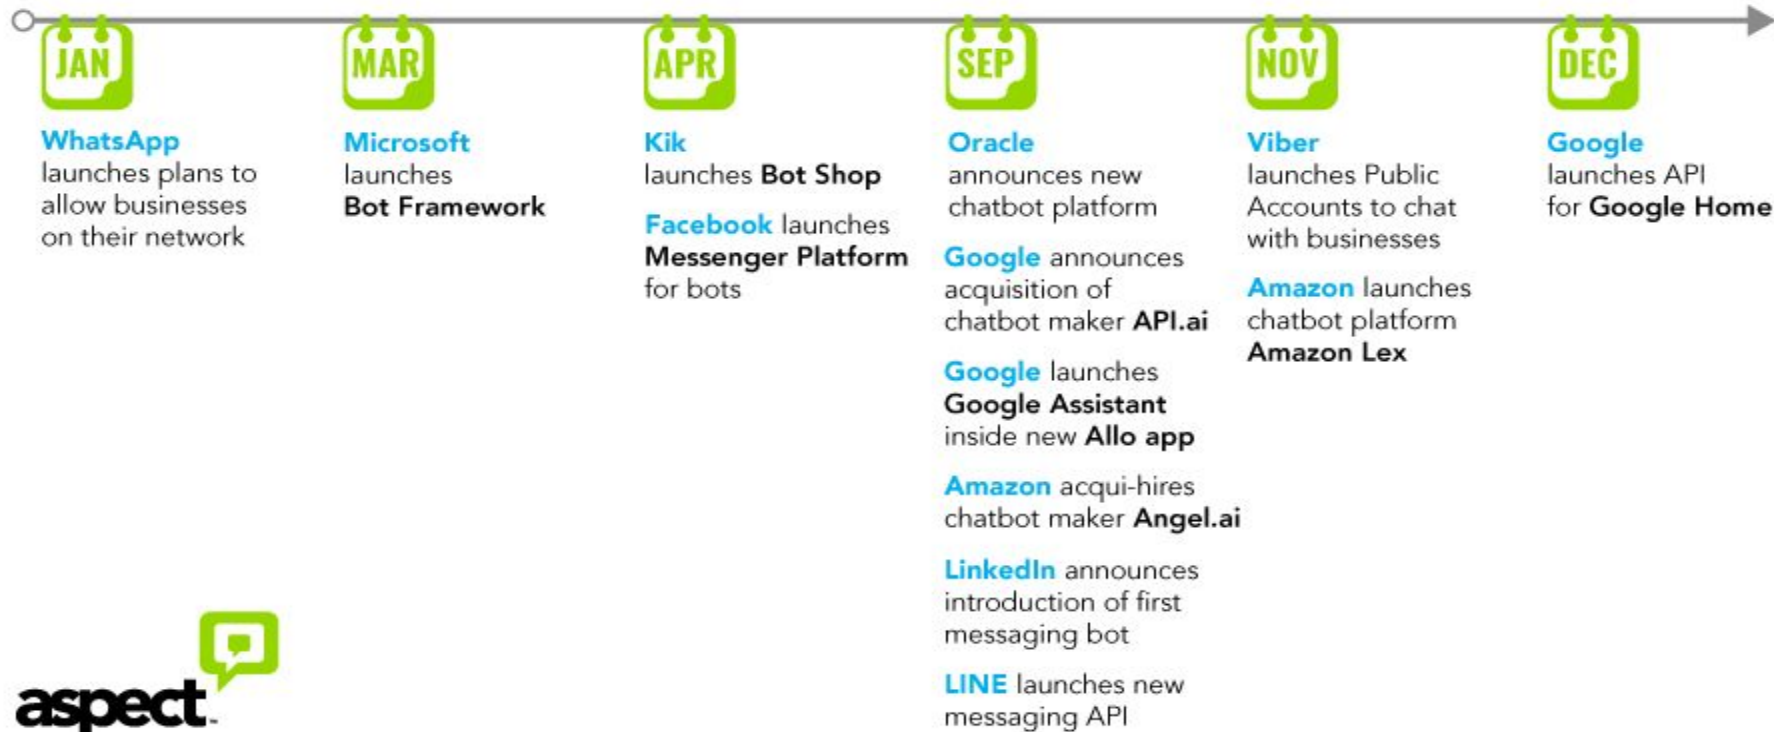 JAN
WhatsApp
launches plans to
allow businesses
on their network
MAR
Microsoft
launches
Bot Framework
APR
Kik
launches Bot Shop
Facebook launches
Messenger Platform
for bots
SEP
Oracle
announces new
chatbot platform
Google announces
acquisition of
chatbot maker API.ai
Google launches
Google Assistant
inside new Allo app
Amazon acqui-hires
chatbot maker Angel.ai
LinkedIn announces
introduction of first
messaging bot
LINE launches new
messaging API
NOV
Viber
launches Public
Accounts to chat
with businesses
Amazon launches
chatbot platform
Amazon Lex
DEC
Google
launches API
for Google Home
aspect™